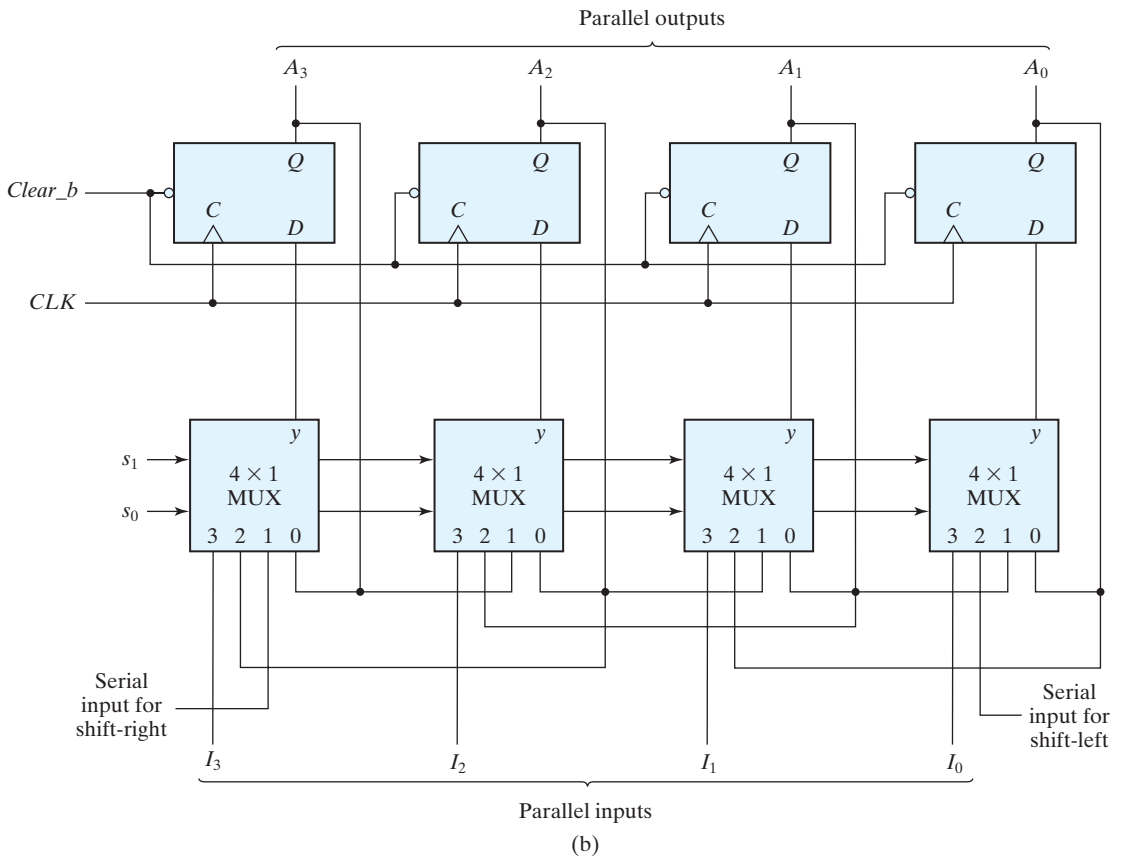 Parallel outputs
A₃ A₂ A₁ A₀
Q Q Q Q
Clear_b
C C C C
D D D D
CLK
y y y y
s₁
4 × 1 4 × 1 4 × 1 4 × 1
MUX MUX MUX MUX
s₀
3 2 1 0 3 2 1 0 3 2 1 0 3 2 1 0
Serial
input for
shift-right
Serial
input for
shift-left
I₃ I₂ I₁ I₀
Parallel inputs
(b)